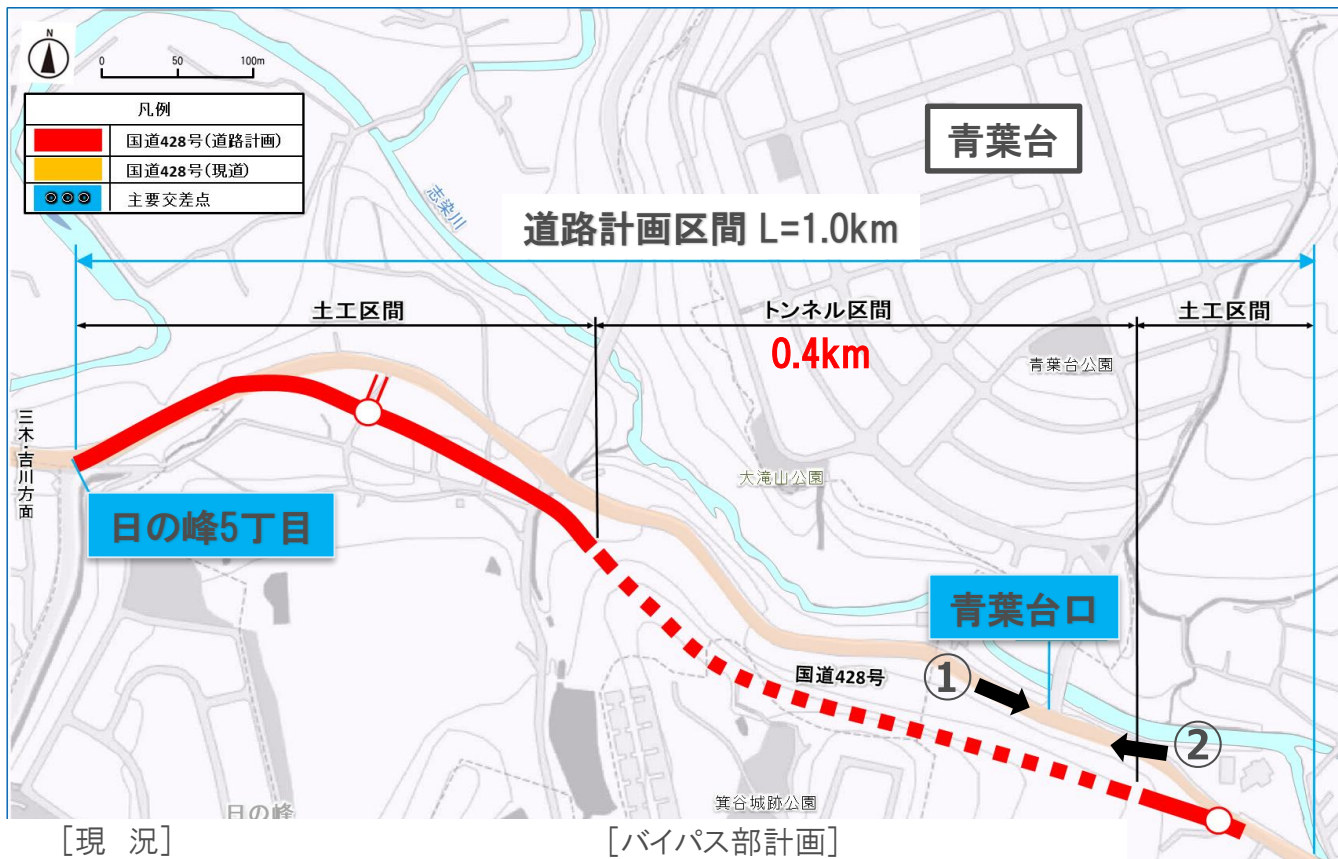 N
0 50 100m
凡例
国道428号(道路計画)
国道428号(現道)
主要交差点
青葉台
志染川
道路計画区間 L=1.0km
土工区間
トンネル区間
土工区間
0.4km
青葉台公園
三木・吉川方面
大滝山公園
日の峰5丁目
青葉台口
国道428号
①
②
箕谷城跡公園
日の峰
[現 況]
[バイパス部計画]